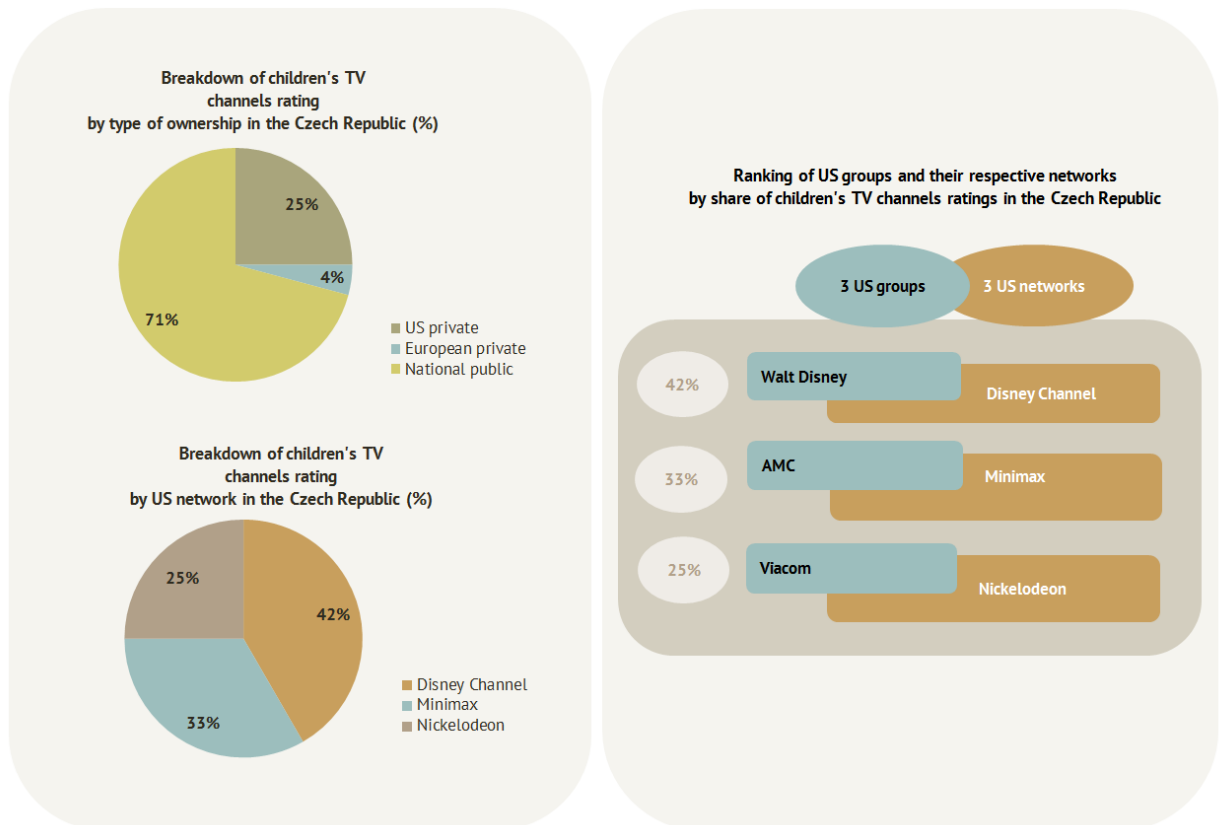 Breakdown of children's TV
channels rating
by type of ownership in the Czech Republic (%)
25%
4%
71%
US private
European private
National public
Breakdown of children's TV
channels rating
by US network in the Czech Republic (%)
25%
42%
33%
Disney Channel
Minimax
Nickelodeon
Ranking of US groups and their respective networks
by share of children's TV channels ratings in the Czech Republic
3 US groups
3 US networks
42%
Walt Disney
Disney Channel
33%
AMC
Minimax
25%
Viacom
Nickelodeon